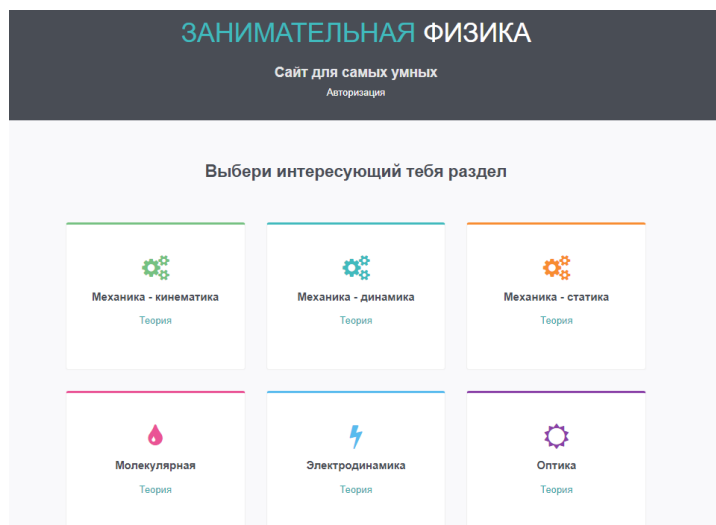 ЗАНИМАТЕЛЬНАЯ ФИЗИКА
Сайт для самых умных
Авторизация
Выбери интересующий тебя раздел
Механика - кинематика
Теория
Механика - динамика
Теория
Механика - статика
Теория
Молекулярная
Теория
Электродинамика
Теория
Оптика
Теория